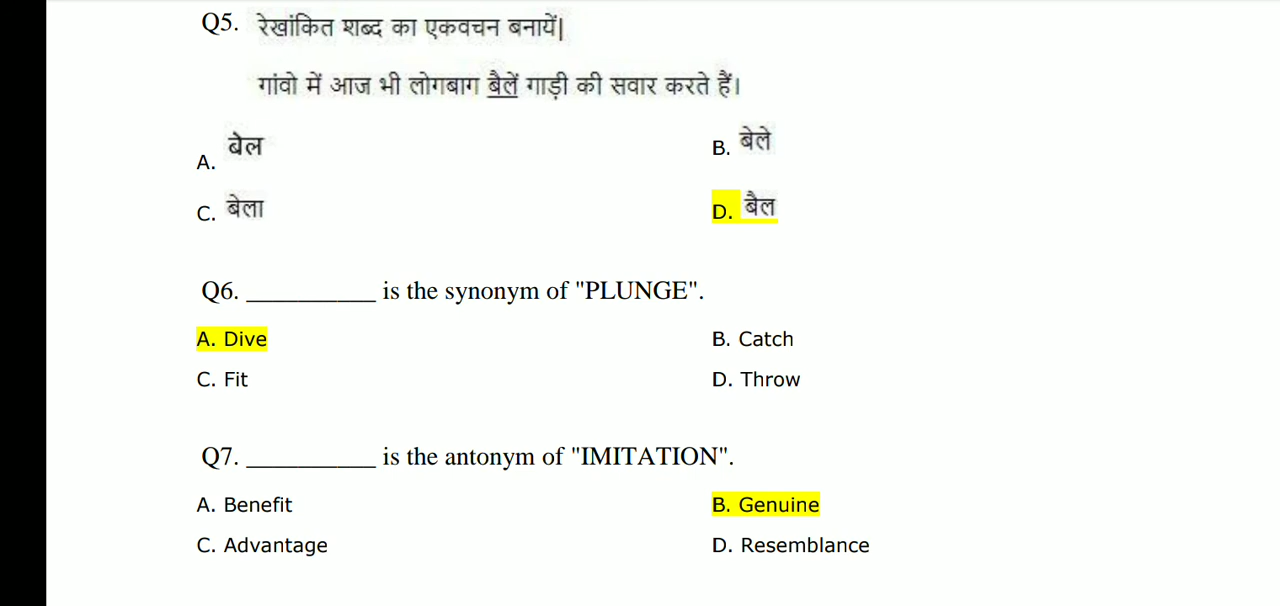 Q5. रेखांकित शब्द का एकवचन बनायें|
गांवो में आज भी लोगबाग बैलें गाड़ी की सवार करते हैं।
A. बेल
B. बेले
C. बेला
D. बैल
Q6. __________ is the synonym of "PLUNGE".
A. Dive
B. Catch
C. Fit
D. Throw
Q7. __________ is the antonym of "IMITATION".
A. Benefit
B. Genuine
C. Advantage
D. Resemblance